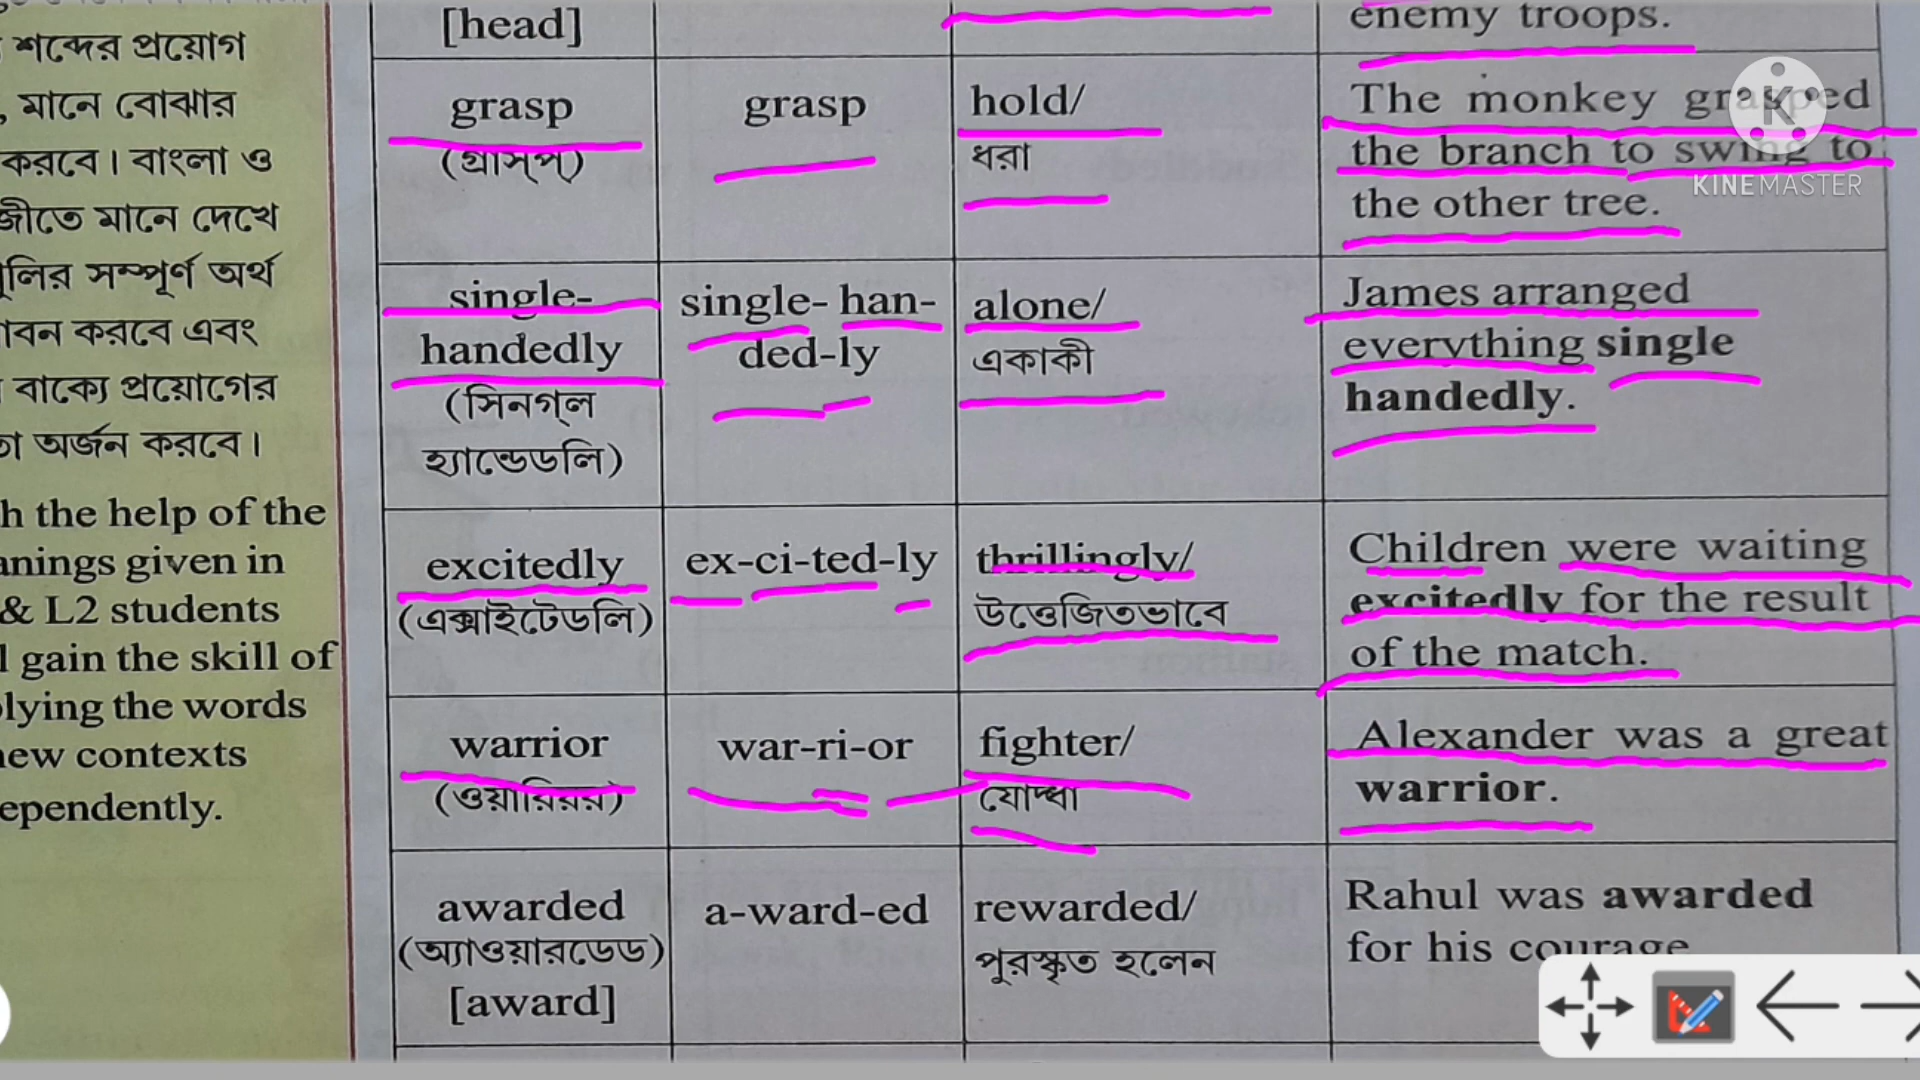 শব্দের প্রয়োগ
, মানে বোঝার
করবে। বাংলা ও
মানে দেখে
সম্পূর্ণ অর্থ
করবে এবং
বাক্যে প্রয়োগের
অর্জন করবে।
h the help of the
given in
& L2 students
l gain the skill of
the words
contexts
[head]
enemy troops.
grasp
(গ্রাস্প্)
grasp
hold/
ধরা
The monkey grasped
the branch to swing to
the other tree.
K
KINEMASTER
single-
handedly
(সিনগ্ল
হ্যান্ডেডলি)
single- han-
ded-ly
alone/
একাকী
James arranged
everything single
handedly.
excitedly
(এক্সাইটেডলি)
ex-ci-ted-ly
thrillingly/
উত্তেজিতভাবে
Children were waiting
excitedly for the result
of the match.
warrior
(ওয়ারিয়র)
war-ri-or
fighter/
যোদ্ধা
Alexander was a great
warrior.
awarded
(অ্যাওয়ারডেড)
[award]
a-ward-ed
rewarded/
পুরস্কৃত হলেন
Rahul was awarded
for his courage